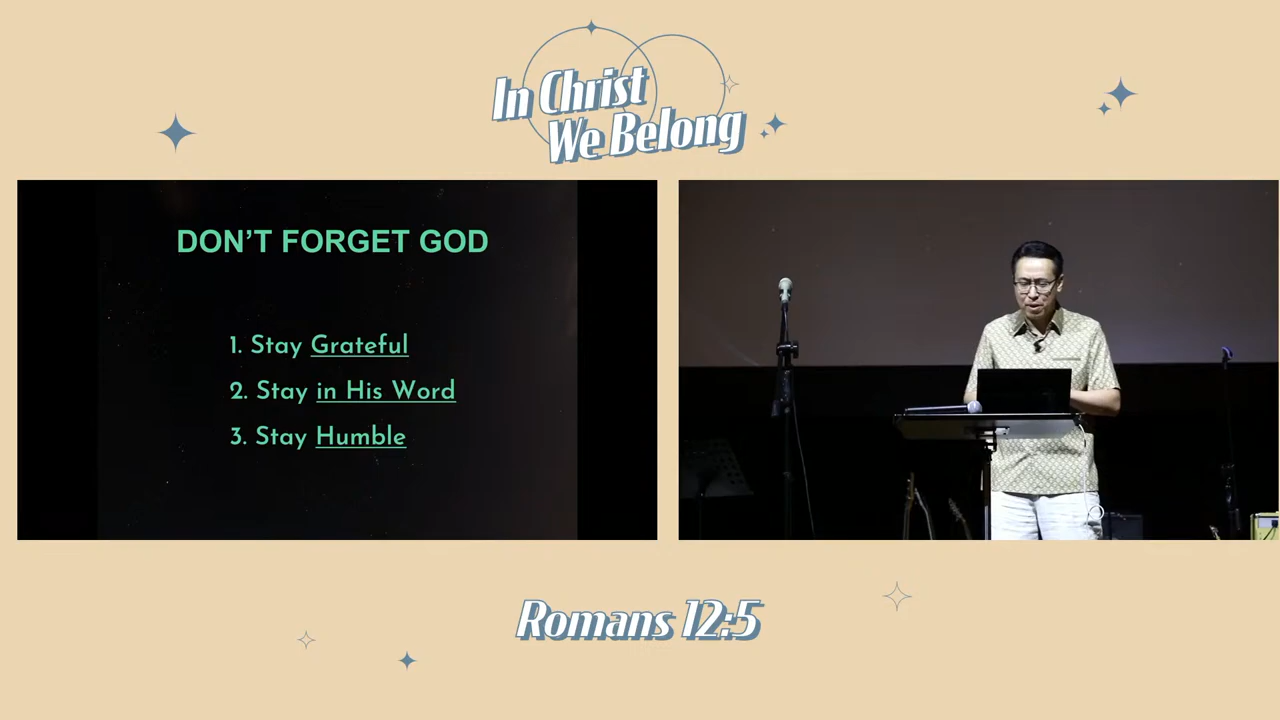 In Christ
We Belong
DON'T FORGET GOD
1. Stay Grateful
2. Stay in His Word
3. Stay Humble
Romans 12:5